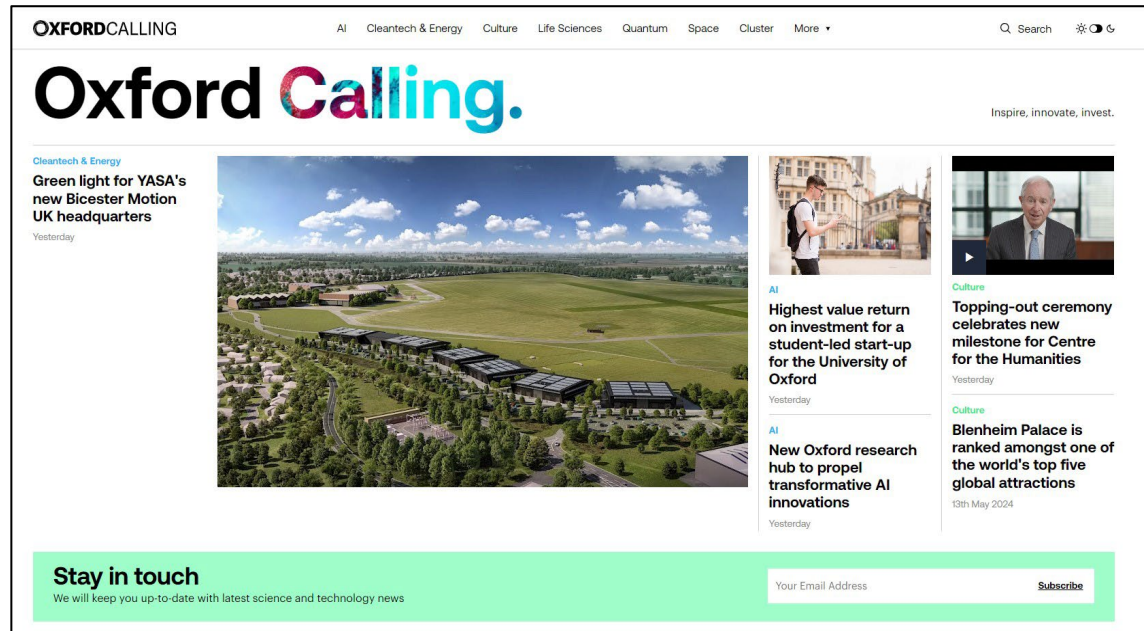 OXFORDCALLING
AI Cleantech & Energy Culture Life Sciences Quantum Space Cluster More
Search
Oxford Calling.
Inspire, innovate, invest.
Cleantech & Energy
Green light for YASA's
new Bicester Motion
UK headquarters
Yesterday
AI
Highest value return
on investment for a
student-led start-up
for the University of
Oxford
Yesterday
AI
New Oxford research
hub to propel
transformative AI
innovations
Yesterday
Culture
Topping-out ceremony
celebrates new
milestone for Centre
for the Humanities
Yesterday
Culture
Blenheim Palace is
ranked amongst one of
the world's top five
global attractions
13th May 2024
Stay in touch
We will keep you up-to-date with latest science and technology news
Your Email Address
Subscribe